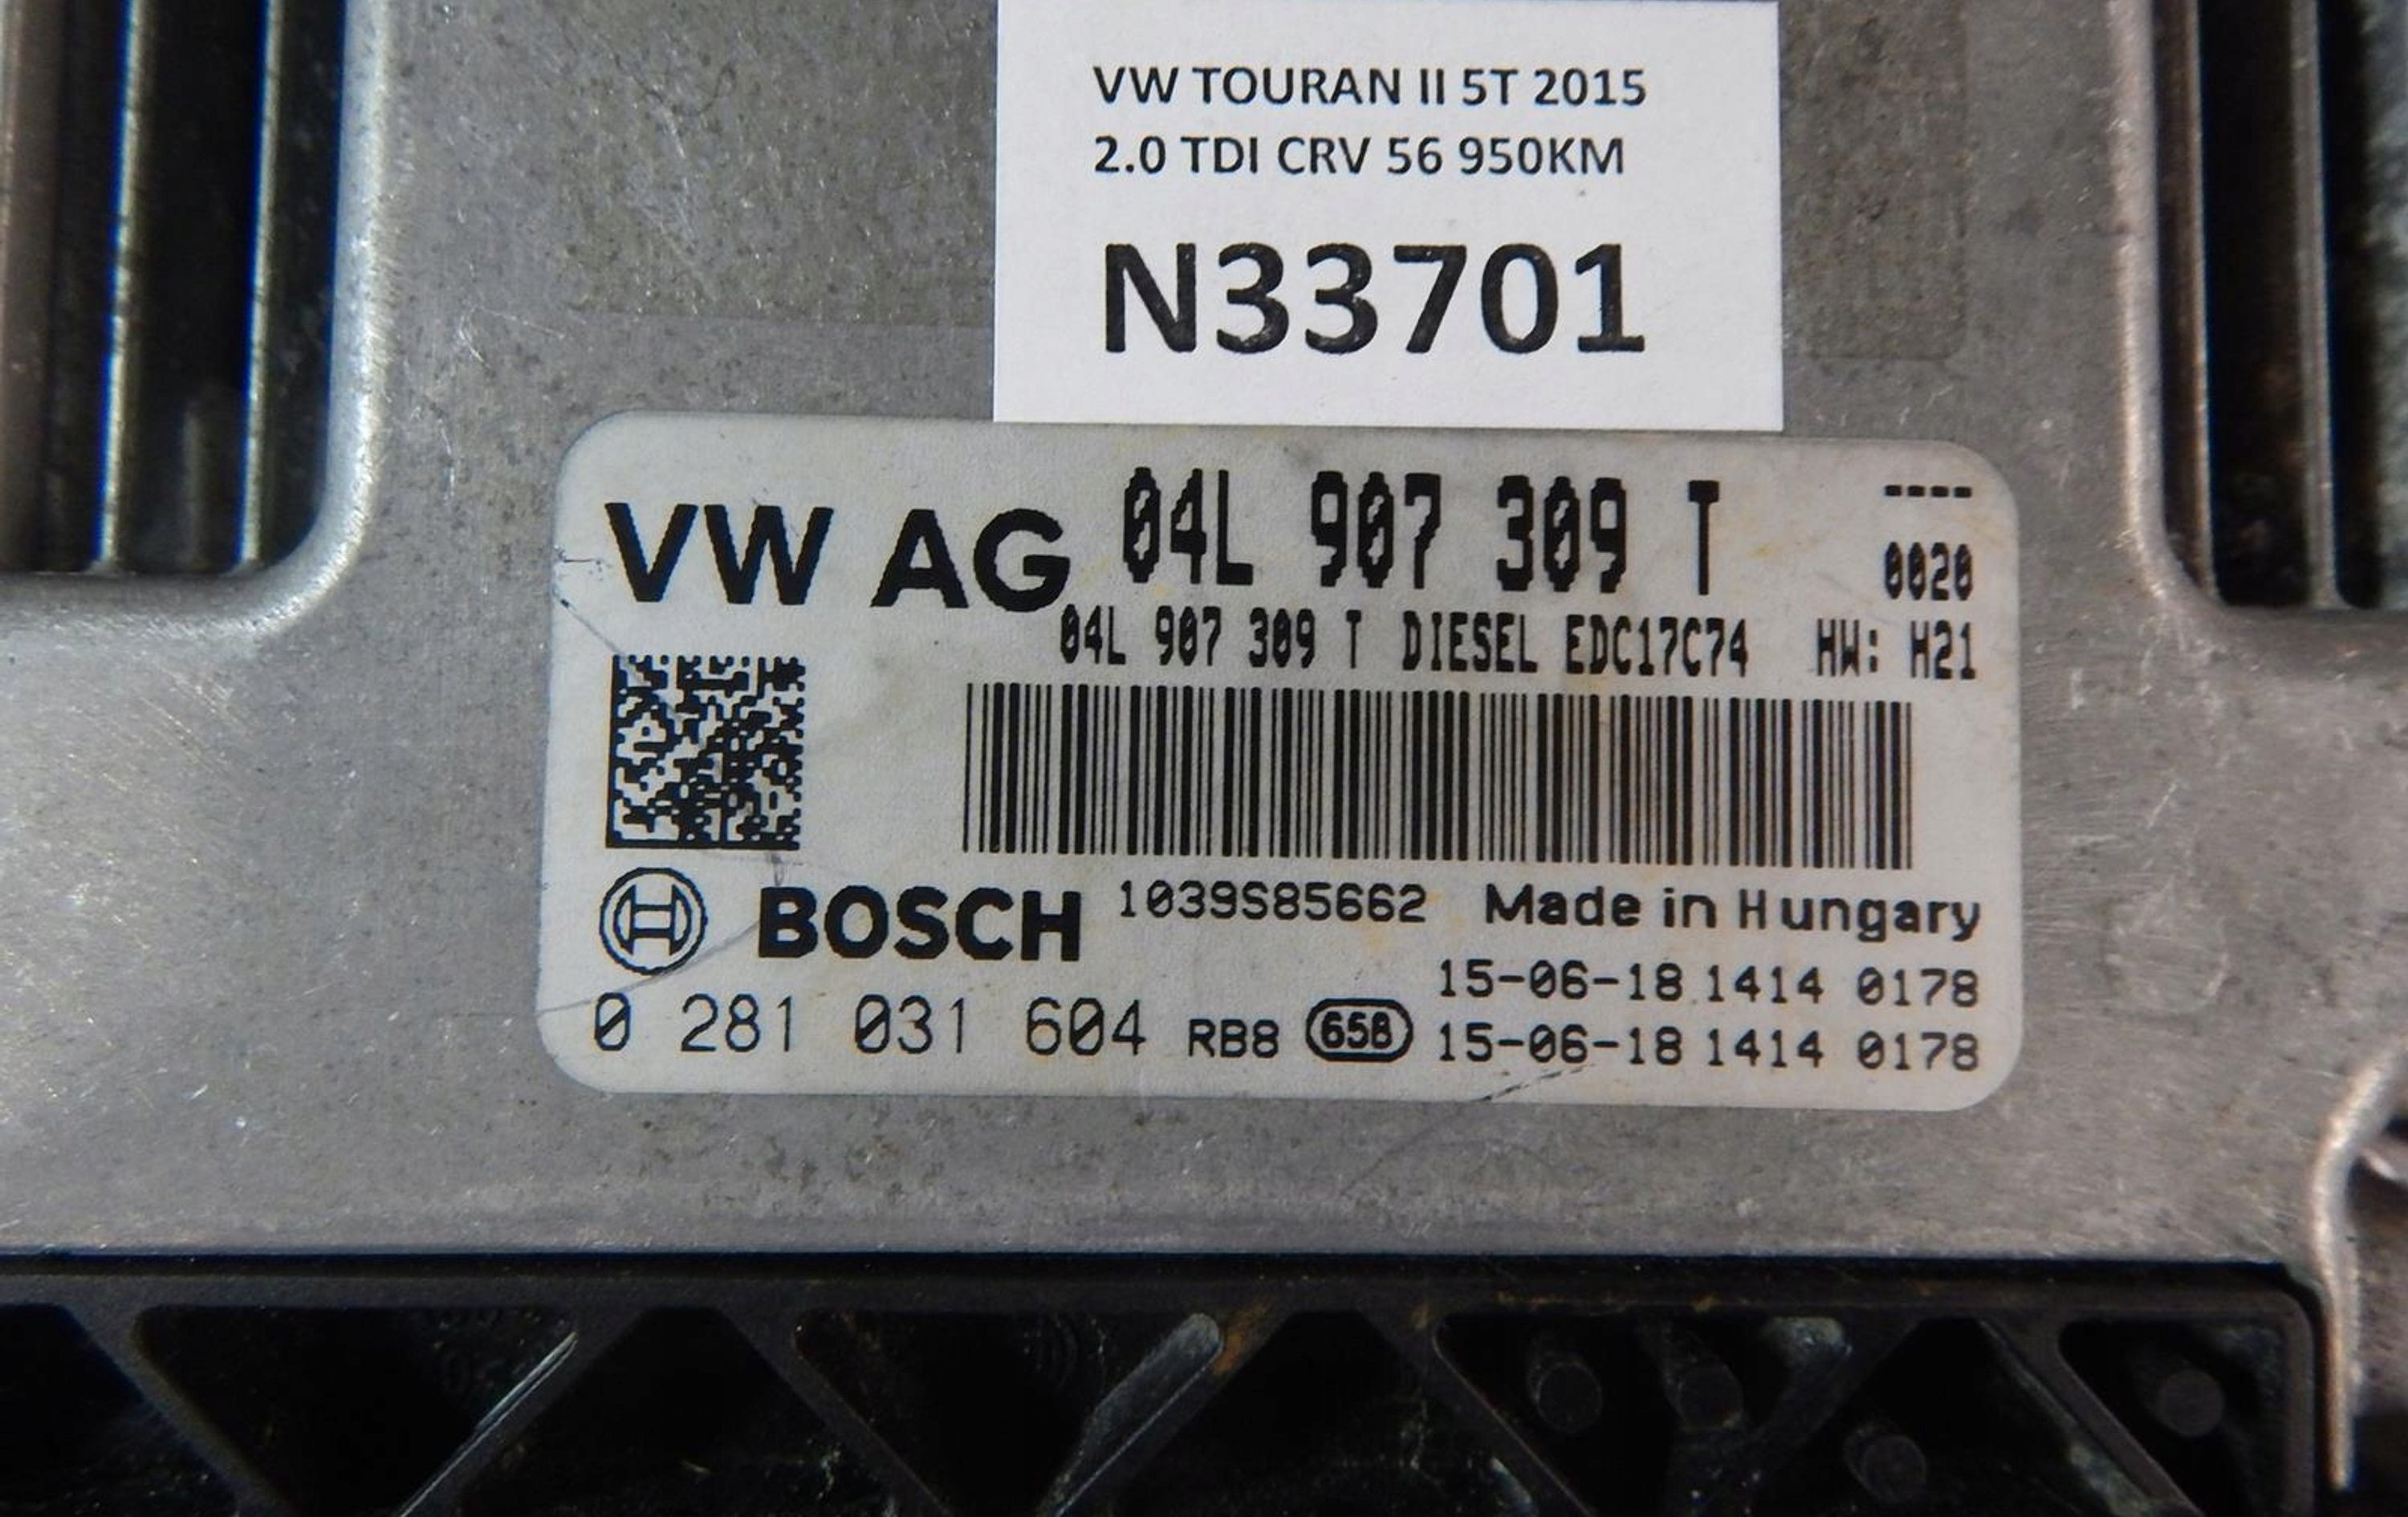 VW TOURAN II 5T 2015
2.0 TDI CRV 56 950KM
N33701
VW AG 04L 907 309 T ----
0020
04L 907 309 T DIESEL EDC17C74 HW: H21
BOSCH 1039S85662 Made in Hungary
15-06-18 1414 0178
0 281 031 604 RB8 658 15-06-18 1414 0178